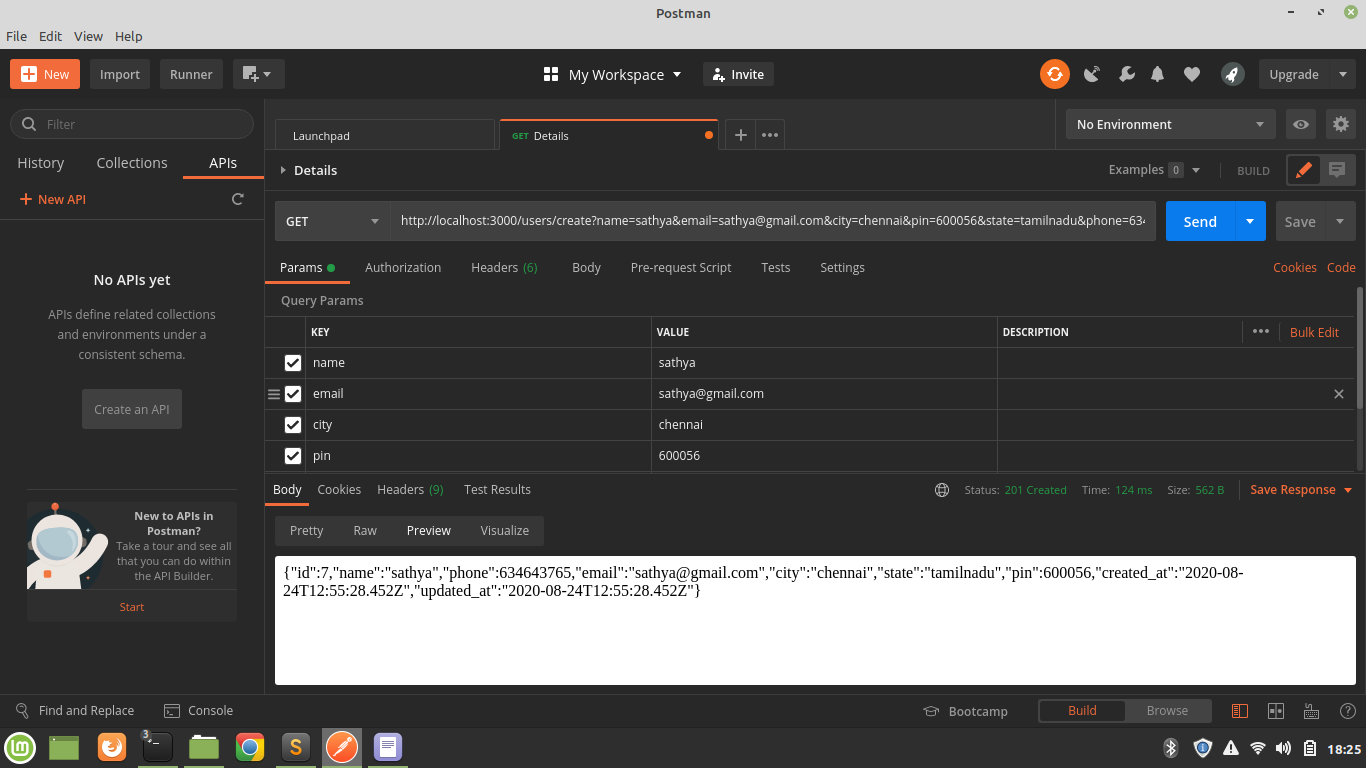 Postman
File Edit View Help
New Import Runner My Workspace Invite Upgrade
Filter
History Collections APIs
New API
No APIs yet
APIs define related collections
and environments under a
consistent schema.
Create an API
New to APIs in
Postman?
Take a tour and see all
that you can do within
the API Builder.
Start
Launchpad GET Details
No Environment
Details Examples 0 BUILD
GET http://localhost:3000/users/create?name=sathya&email=sathya@gmail.com&city=chennai&pin=600056&state=tamilnadu&phone=634 Send Save
Params Authorization Headers (6) Body Pre-request Script Tests Settings Cookies Code
Query Params
KEY VALUE DESCRIPTION Bulk Edit
name sathya
email sathya@gmail.com
city chennai
pin 600056
Body Cookies Headers (9) Test Results Status: 201 Created Time: 124 ms Size: 562 B Save Response
Pretty Raw Preview Visualize
{"id":7,"name":"sathya","phone":634643765,"email":"sathya@gmail.com","city":"chennai","state":"tamilnadu","pin":600056,"created_at":"2020-08-
24T12:55:28.452Z","updated_at":"2020-08-24T12:55:28.452Z"}
Find and Replace Console Bootcamp Build Browse
3
18:25